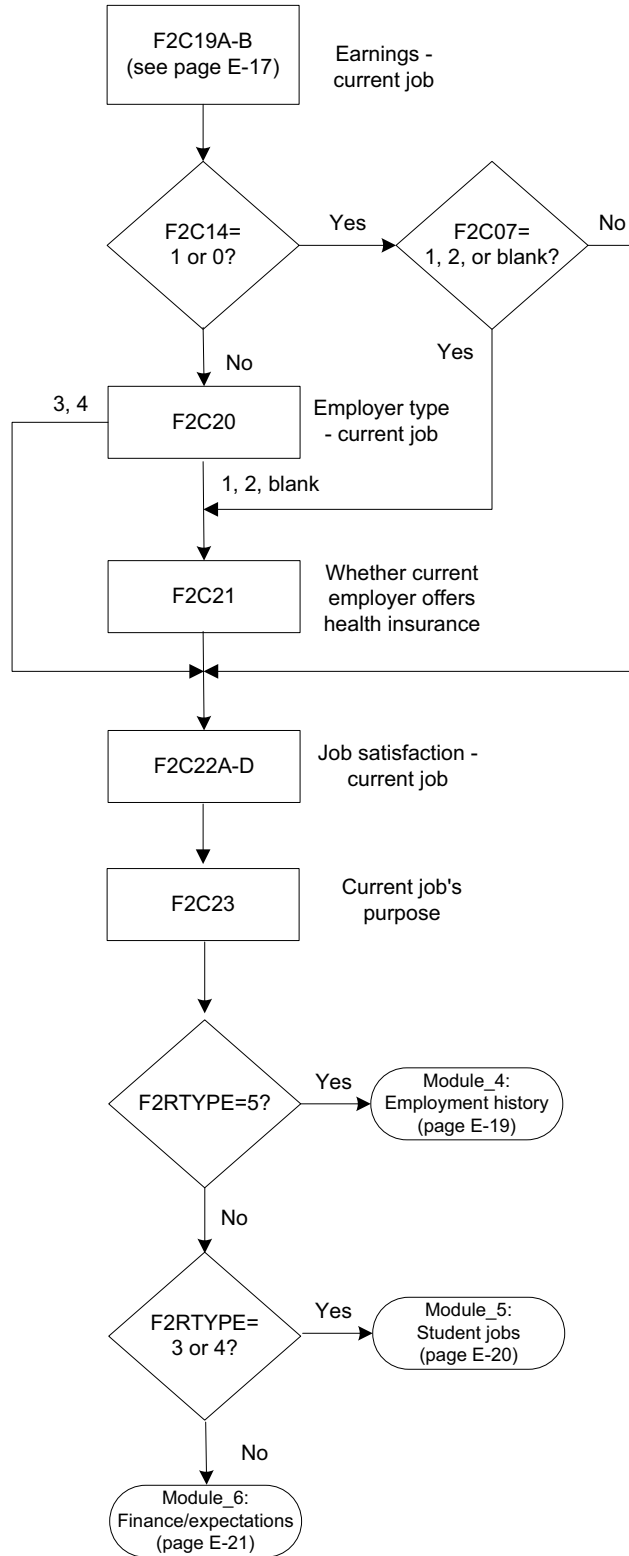 F2C19A-B
(see page E-17)
Earnings -
current job
F2C14=
1 or 0?
Yes
F2C07=
1, 2, or blank?
No
Yes
No
3, 4
F2C20
Employer type
- current job
1, 2, blank
F2C21
Whether current
employer offers
health insurance
F2C22A-D
Job satisfaction -
current job
F2C23
Current job's
purpose
F2RTYPE=5?
Yes
Module_4:
Employment history
(page E-19)
No
F2RTYPE=
3 or 4?
Yes
Module_5:
Student jobs
(page E-20)
No
Module_6:
Finance/expectations
(page E-21)